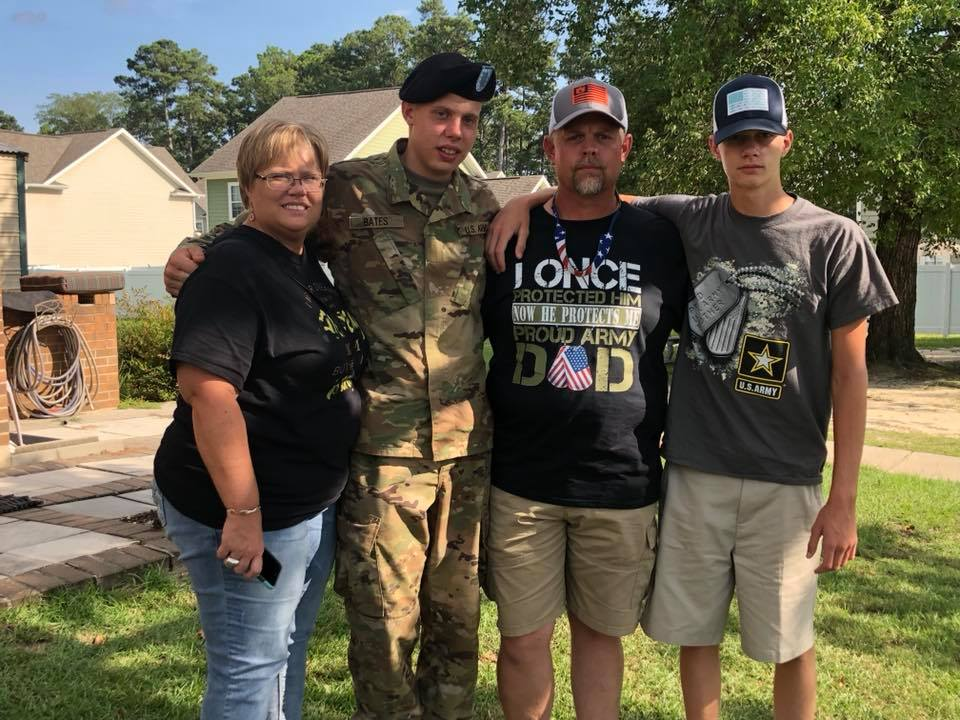 BATES
U.S. ARMY
I ONCE
PROTECTED HIM
NOW HE PROTECTS ME
PROUD ARMY
DAD
U.S.ARMY